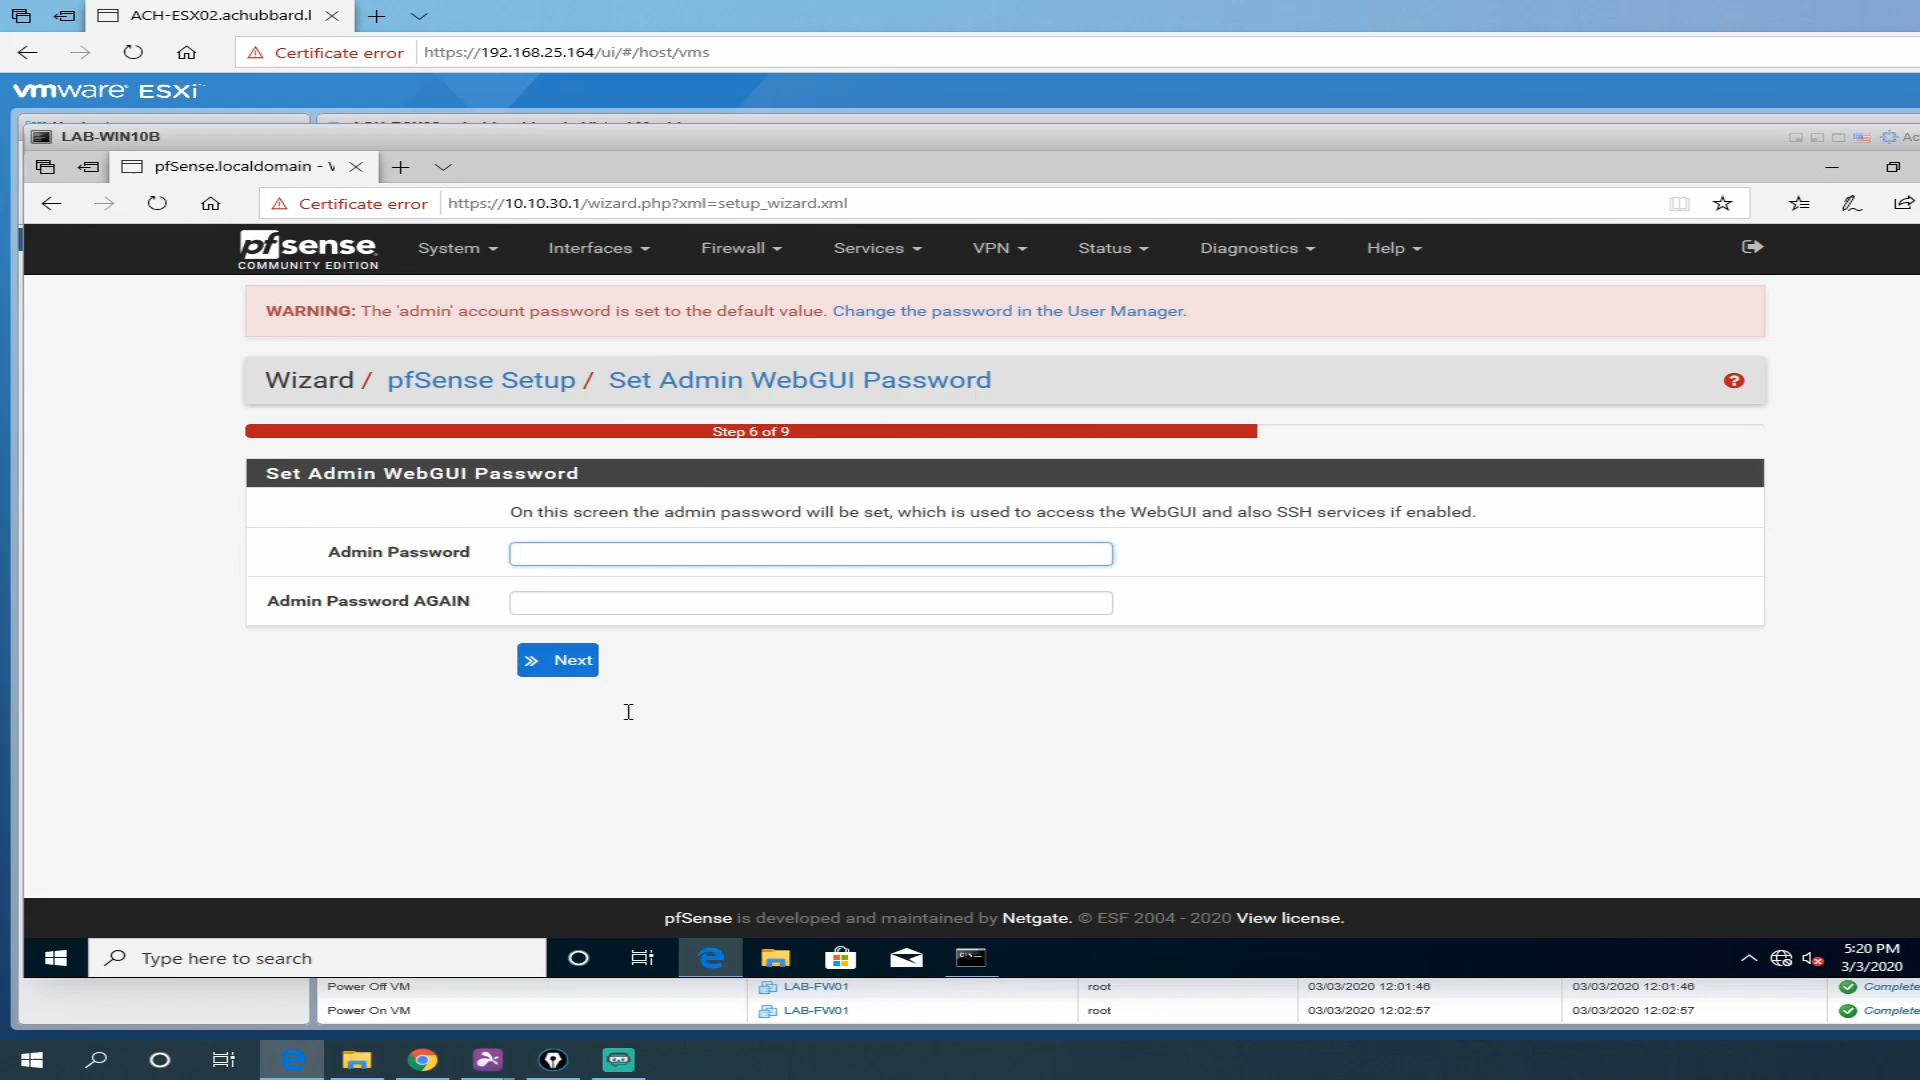 ACH-ESX02.achubbard.l
Certificate error https://192.168.25.164/ui/#/host/vms
vmware ESXi
LAB-WIN10B
Ac
pfSense.localdomain - V
Certificate error https://10.10.30.1/wizard.php?xml=setup_wizard.xml
pfsense System Interfaces Firewall Services VPN Status Diagnostics Help
COMMUNITY EDITION
WARNING: The 'admin' account password is set to the default value. Change the password in the User Manager.
Wizard / pfSense Setup / Set Admin WebGUI Password
Step 6 of 9
Set Admin WebGUI Password
On this screen the admin password will be set, which is used to access the WebGUI and also SSH services if enabled.
Admin Password
Admin Password AGAIN
Next
pfSense is developed and maintained by Netgate. © ESF 2004 - 2020 View license.
Type here to search
5:20 PM
3/3/2020
Power Off VM LAB-FW01 root 03/03/2020 12:01:46 03/03/2020 12:01:46 Complete
Power On VM LAB-FW01 root 03/03/2020 12:02:57 03/03/2020 12:02:57 Complete